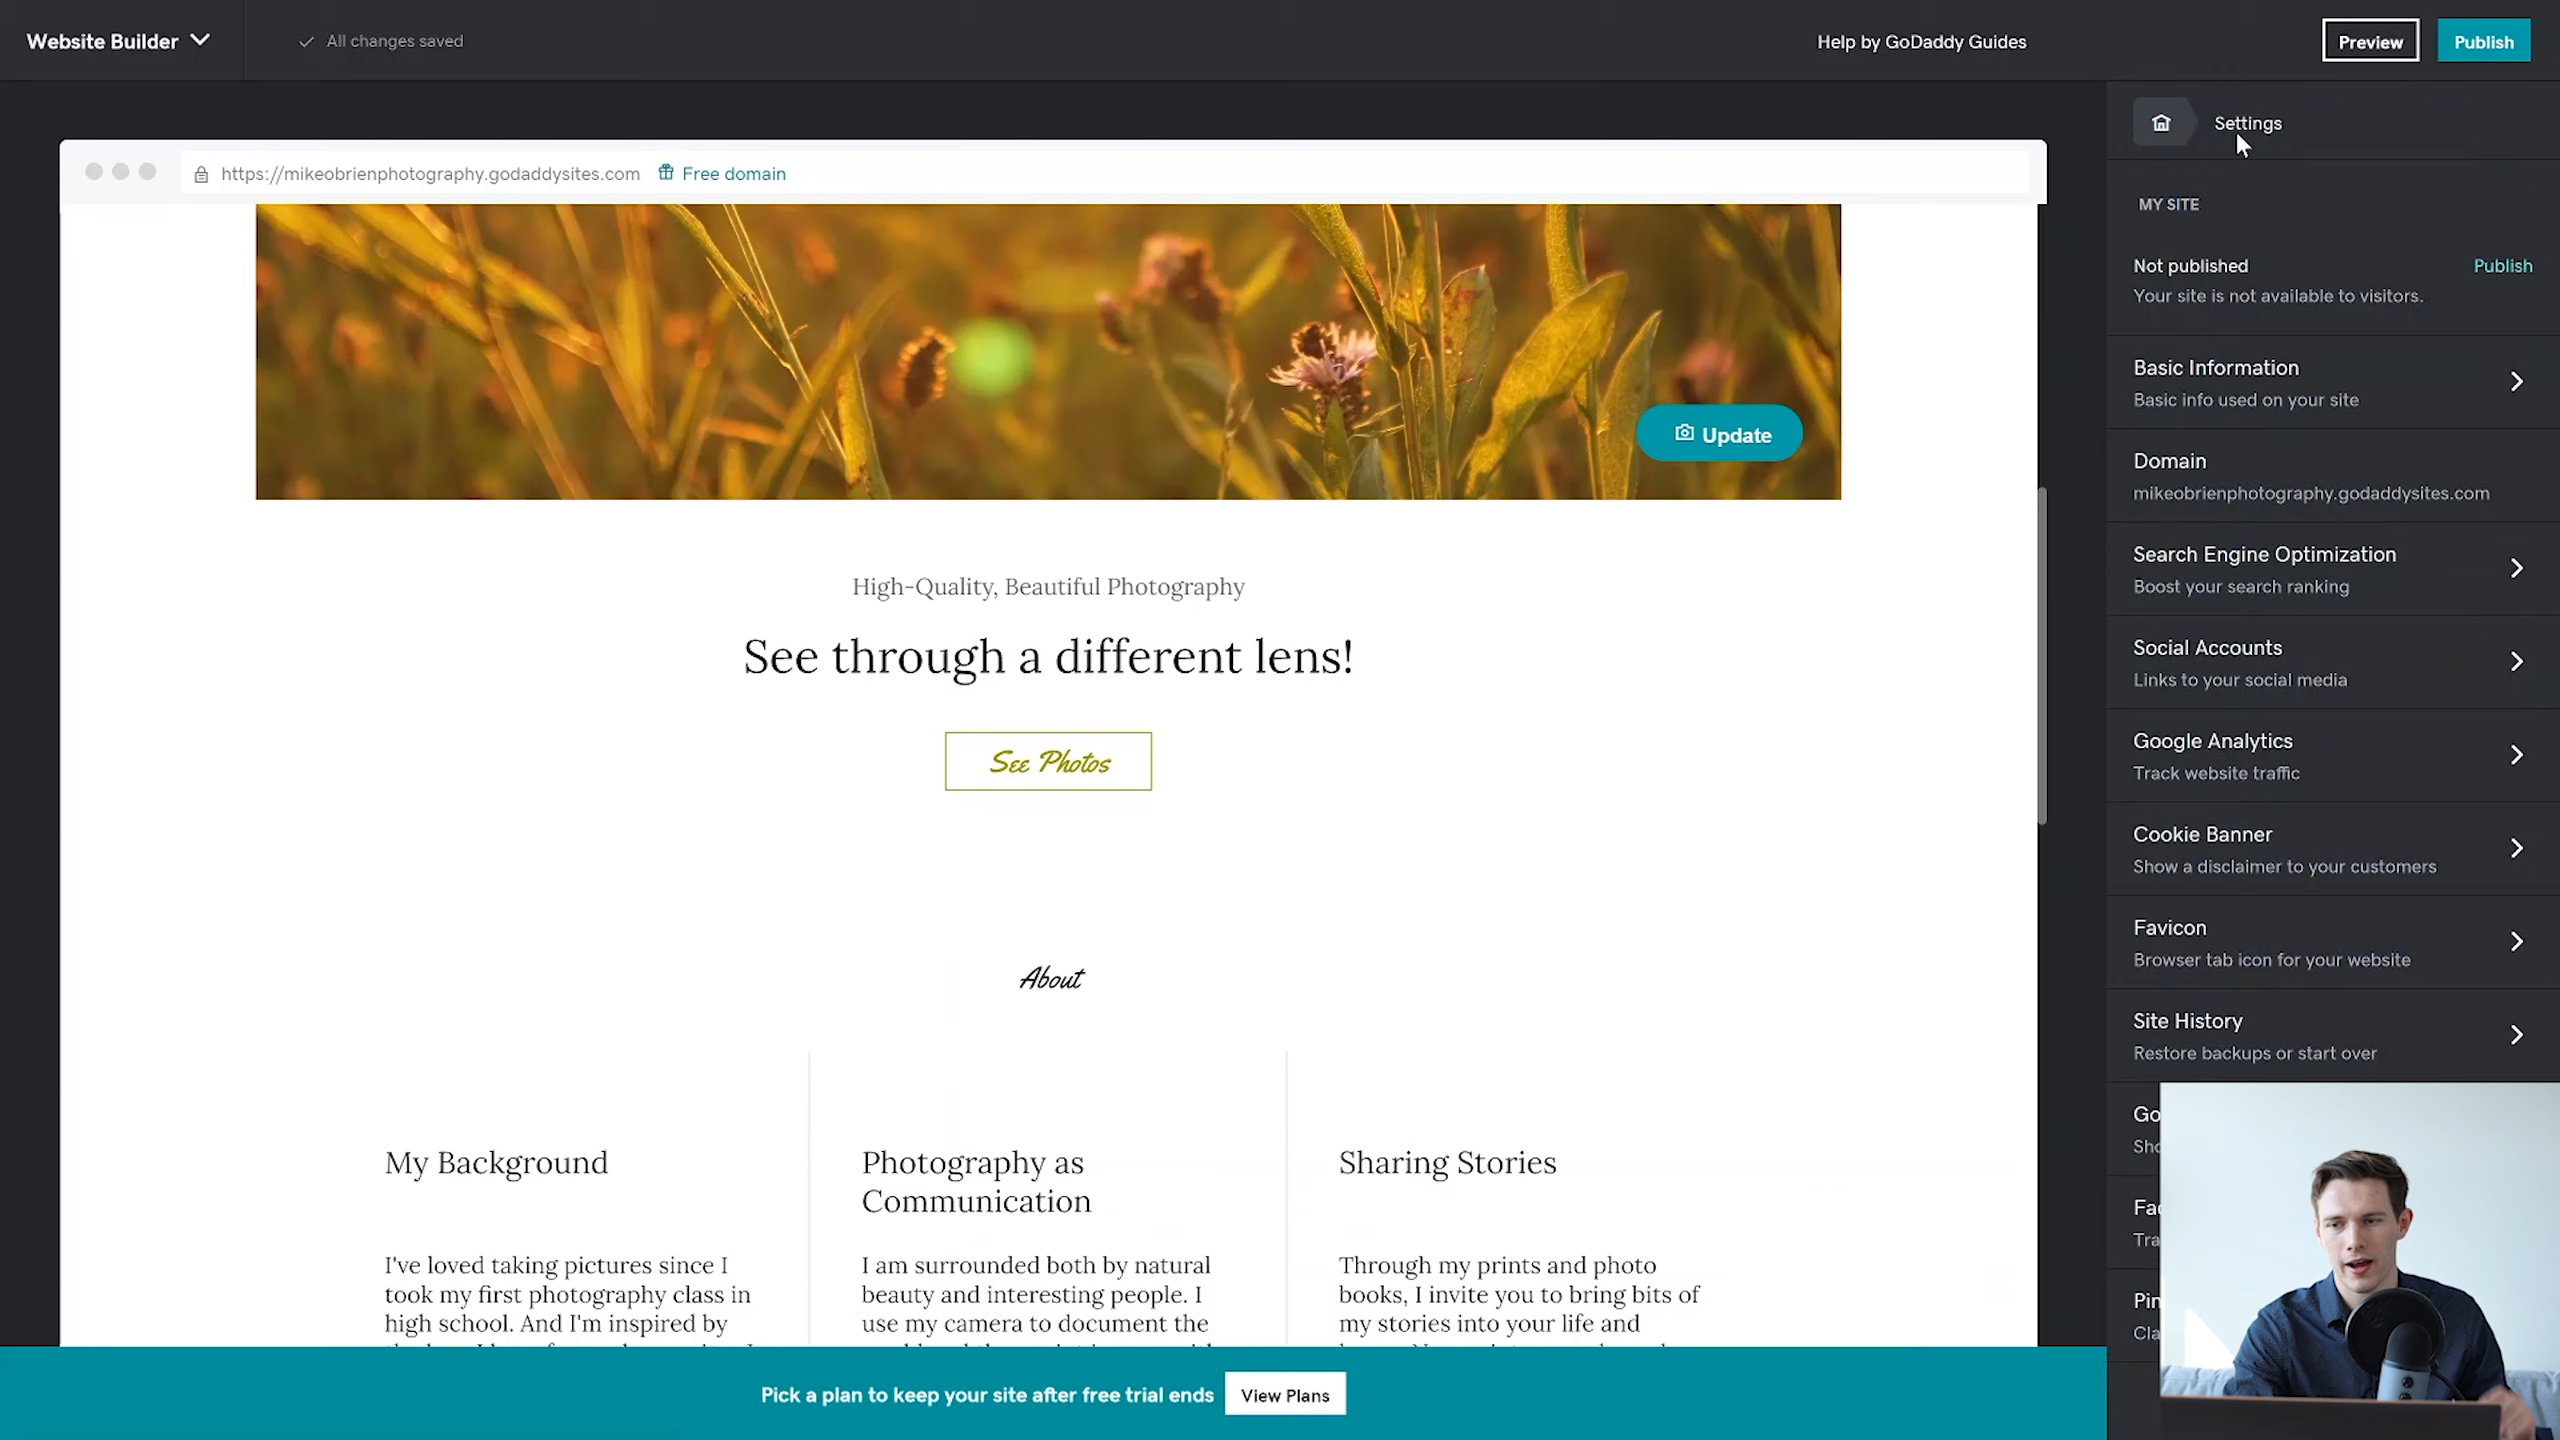 Website Builder
All changes saved
Help by GoDaddy Guides
Preview
Publish
https://mikeobrienphotography.godaddysites.com
Free domain
Update
High-Quality, Beautiful Photography
See through a different lens!
See Photos
About
My Background
I've loved taking pictures since I
took my first photography class in
high school. And I'm inspired by
Photography as
Communication
I am surrounded both by natural
beauty and interesting people. I
use my camera to document the
Sharing Stories
Through my prints and photo
books, I invite you to bring bits of
my stories into your life and
Pick a plan to keep your site after free trial ends
View Plans
Settings
MY SITE
Not published
Publish
Your site is not available to visitors.
Basic Information
Basic info used on your site
Domain
mikeobrienphotography.godaddysites.com
Search Engine Optimization
Boost your search ranking
Social Accounts
Links to your social media
Google Analytics
Track website traffic
Cookie Banner
Show a disclaimer to your customers
Favicon
Browser tab icon for your website
Site History
Restore backups or start over